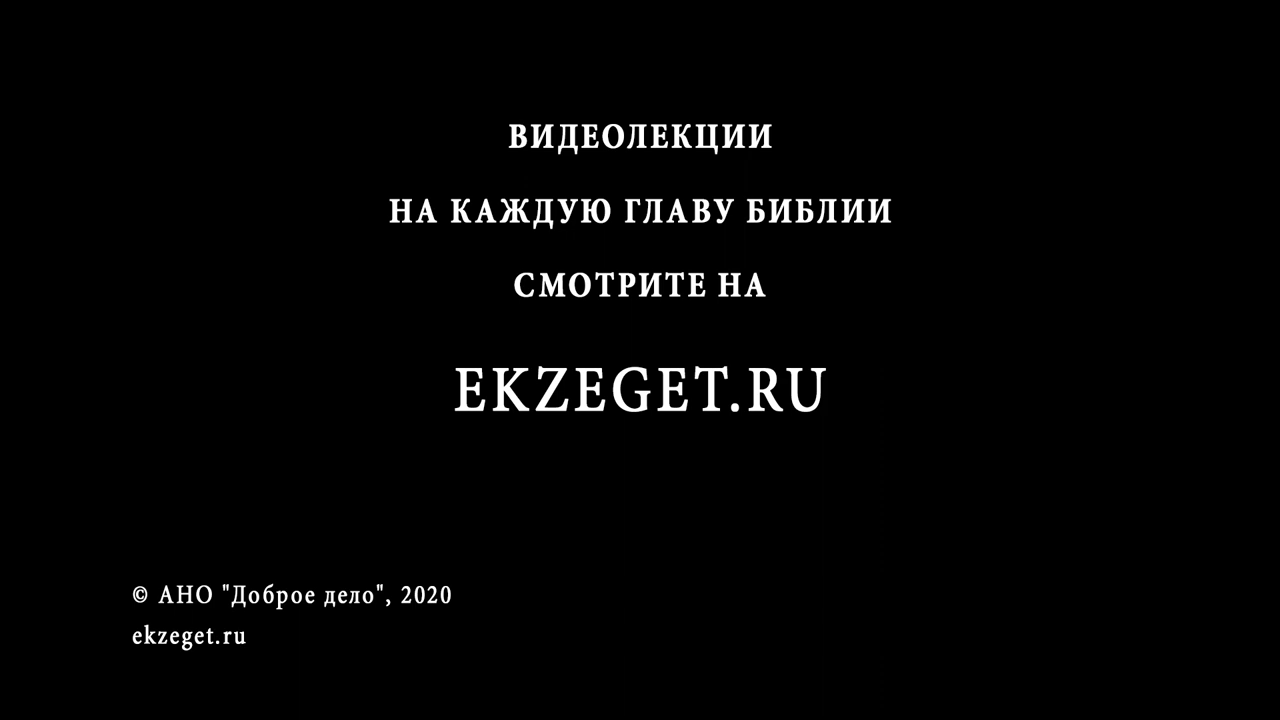 ВИДЕОЛЕКЦИИ
НА КАЖДУЮ ГЛАВУ БИБЛИИ
СМОТРИТЕ НА
EKZEGET.RU
© АНО "Доброе дело", 2020
ekzeget.ru